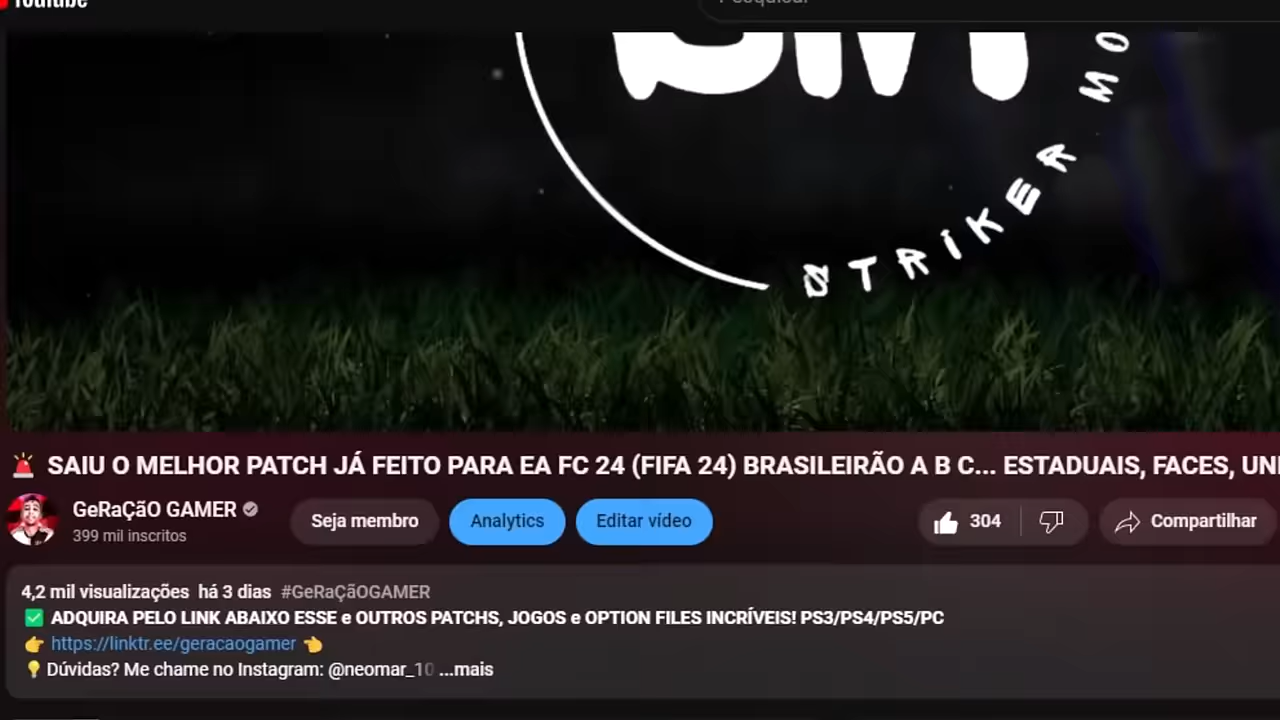 STRIKER MO
🚨 SAIU O MELHOR PATCH JÁ FEITO PARA EA FC 24 (FIFA 24) BRASILEIRÃO A B C... ESTADUAIS, FACES,
GeRaÇãO GAMER
399 mil inscritos
Seja membro
Analytics
Editar vídeo
304
Compartilhar
4,2 mil visualizações há 3 dias #GeRaÇãOGAMER
✅ ADQUIRA PELO LINK ABAIXO ESSE e OUTROS PATCHS, JOGOS e OPTION FILES INCRÍVEIS! PS3/PS4/PS5/PC
👉 https://linktr.ee/geracaogamer 👈
💡 Dúvidas? Me chame no Instagram: @neomar_10 ...mais